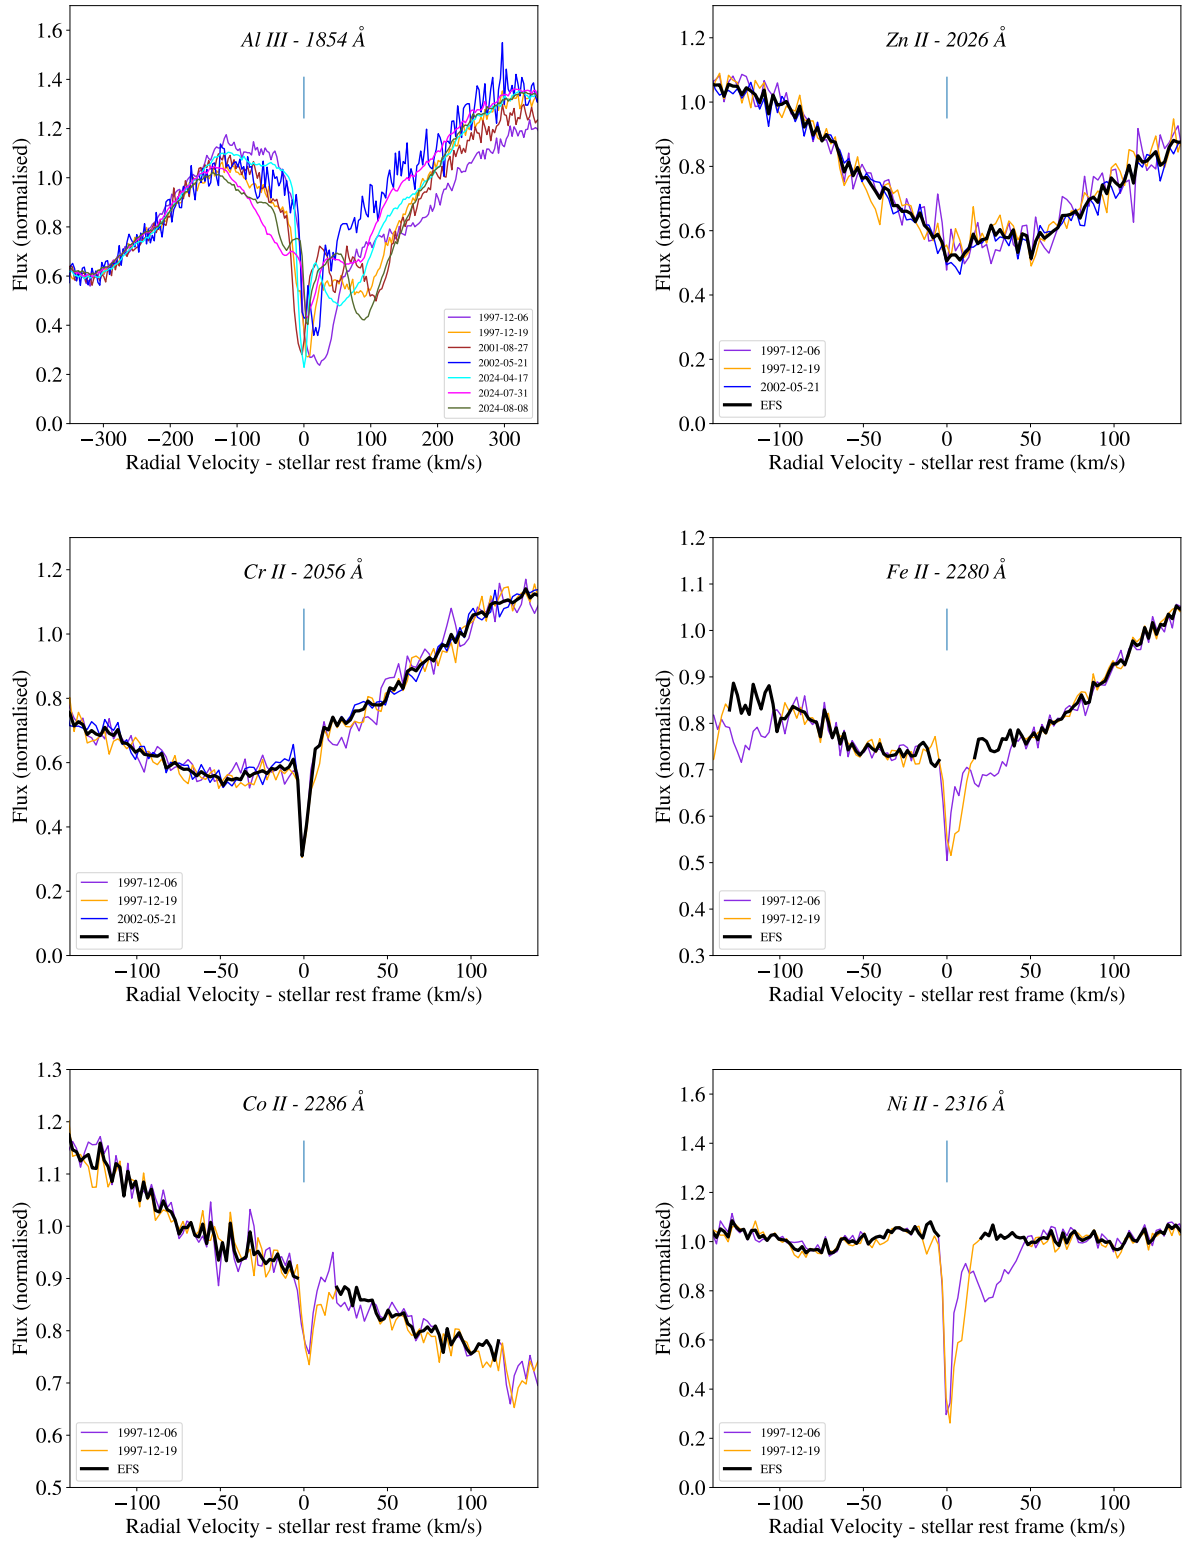 Al III - 1854 Å
Flux (normalised)
1.6
1.4
1.2
1.0
0.8
0.6
0.4
0.2
0.0
1997-12-06
1997-12-19
2001-08-27
2002-05-21
2024-04-17
2024-07-31
2024-08-08
−300 −200 −100 0 100 200 300
Radial Velocity - stellar rest frame (km/s)
Zn II - 2026 Å
Flux (normalised)
1.2
1.0
0.8
0.6
0.4
0.2
0.0
1997-12-06
1997-12-19
2002-05-21
EFS
−100 −50 0 50 100
Radial Velocity - stellar rest frame (km/s)
Cr II - 2056 Å
Flux (normalised)
1.2
1.0
0.8
0.6
0.4
0.2
0.0
1997-12-06
1997-12-19
2002-05-21
EFS
−100 −50 0 50 100
Radial Velocity - stellar rest frame (km/s)
Fe II - 2280 Å
Flux (normalised)
1.2
1.1
1.0
0.9
0.8
0.7
0.6
0.5
0.4
0.3
1997-12-06
1997-12-19
EFS
−100 −50 0 50 100
Radial Velocity - stellar rest frame (km/s)
Co II - 2286 Å
Flux (normalised)
1.3
1.2
1.1
1.0
0.9
0.8
0.7
0.6
0.5
1997-12-06
1997-12-19
EFS
−100 −50 0 50 100
Radial Velocity - stellar rest frame (km/s)
Ni II - 2316 Å
Flux (normalised)
1.6
1.4
1.2
1.0
0.8
0.6
0.4
0.2
0.0
1997-12-06
1997-12-19
EFS
−100 −50 0 50 100
Radial Velocity - stellar rest frame (km/s)